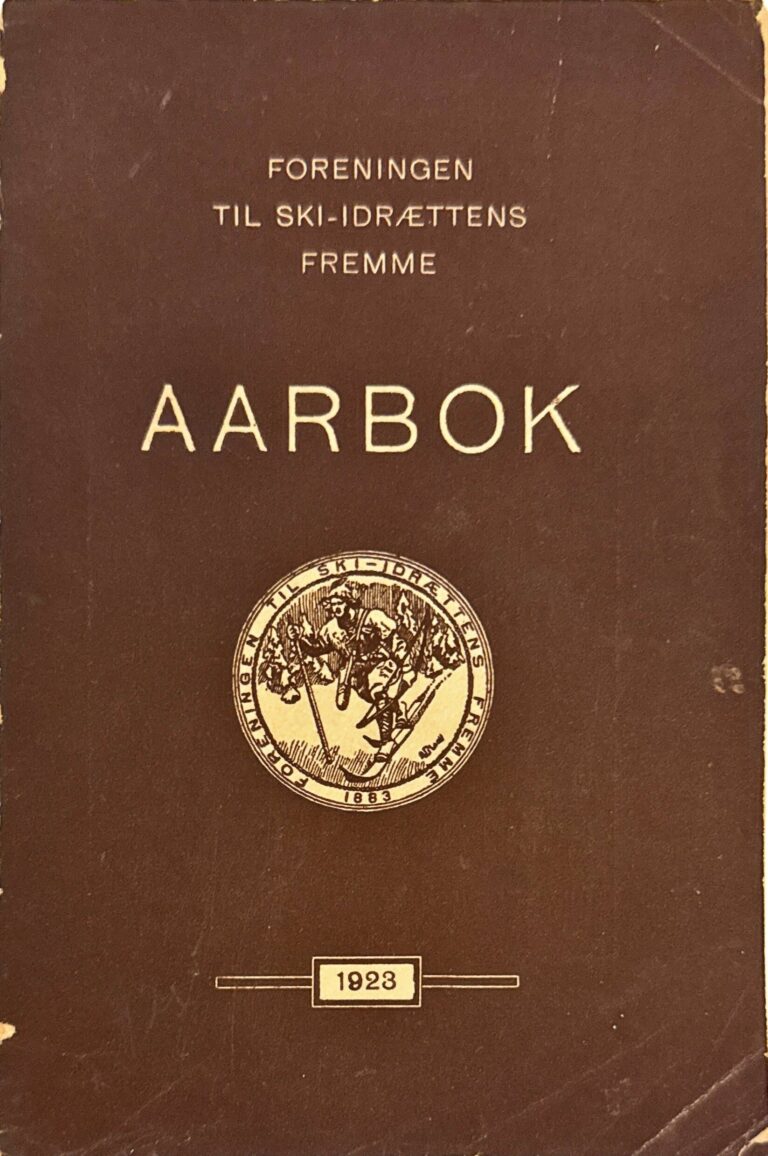 FORENINGEN
TIL SKI-IDRÆTTENS
FREMME
AARBOK
FORENINGEN TIL SKI-IDRÆTTENS FREMME
1883
1923